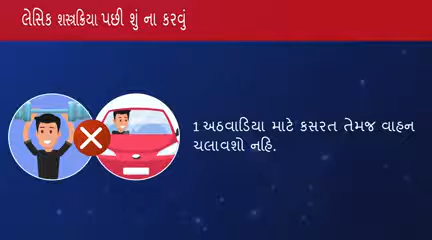 લેસિક શસ્ત્રક્રિયા પછી શું ના કરવું
1 અઠવાડિયા માટે કસરત તેમજ વાહન
ચલાવશો નહિ.